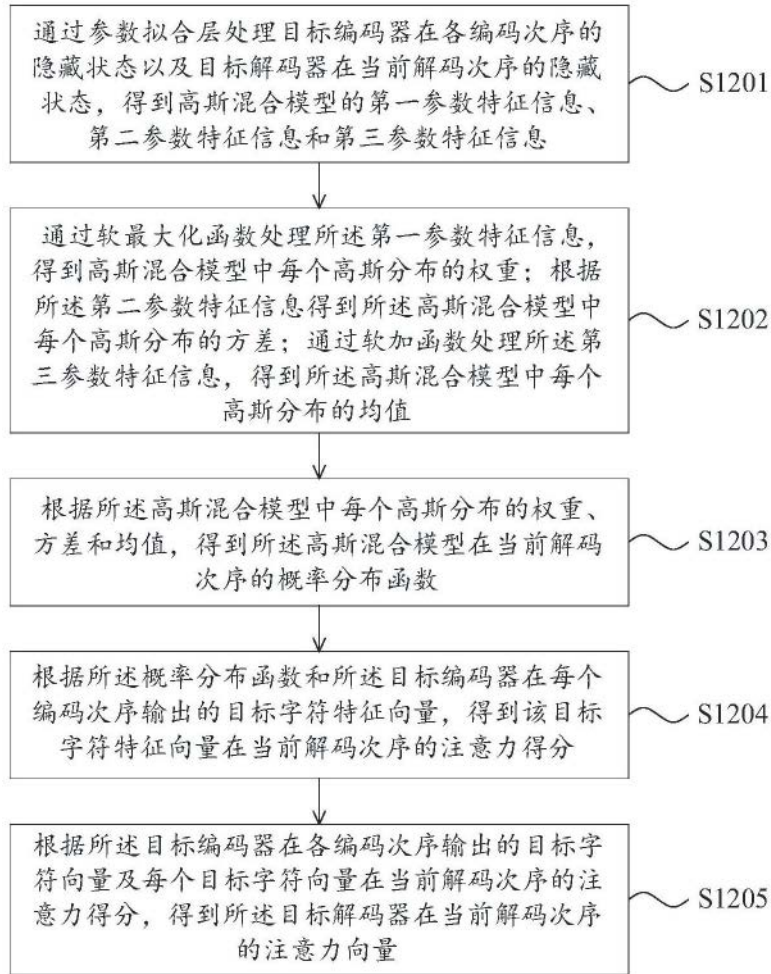 通过参数拟合层处理目标编码器在各编码次序的
隐藏状态以及目标解码器在当前解码次序的隐藏
状态，得到高斯混合模型的第一参数特征信息、
第二参数特征信息和第三参数特征信息
S1201
通过软最大化函数处理所述第一参数特征信息，
得到高斯混合模型中每个高斯分布的权重；根据
所述第二参数特征信息得到所述高斯混合模型中
每个高斯分布的方差；通过软加函数处理所述第
三参数特征信息，得到所述高斯混合模型中每个
高斯分布的均值
S1202
根据所述高斯混合模型中每个高斯分布的权重、
方差和均值，得到所述高斯混合模型在当前解码
次序的概率分布函数
S1203
根据所述概率分布函数和所述目标编码器在每个
编码次序输出的目标字符特征向量，得到该目标
字符特征向量在当前解码次序的注意力得分
S1204
根据所述目标编码器在各编码次序输出的目标字
符向量及每个目标字符向量在当前解码次序的注
意力得分，得到所述目标解码器在当前解码次序
的注意力向量
S1205